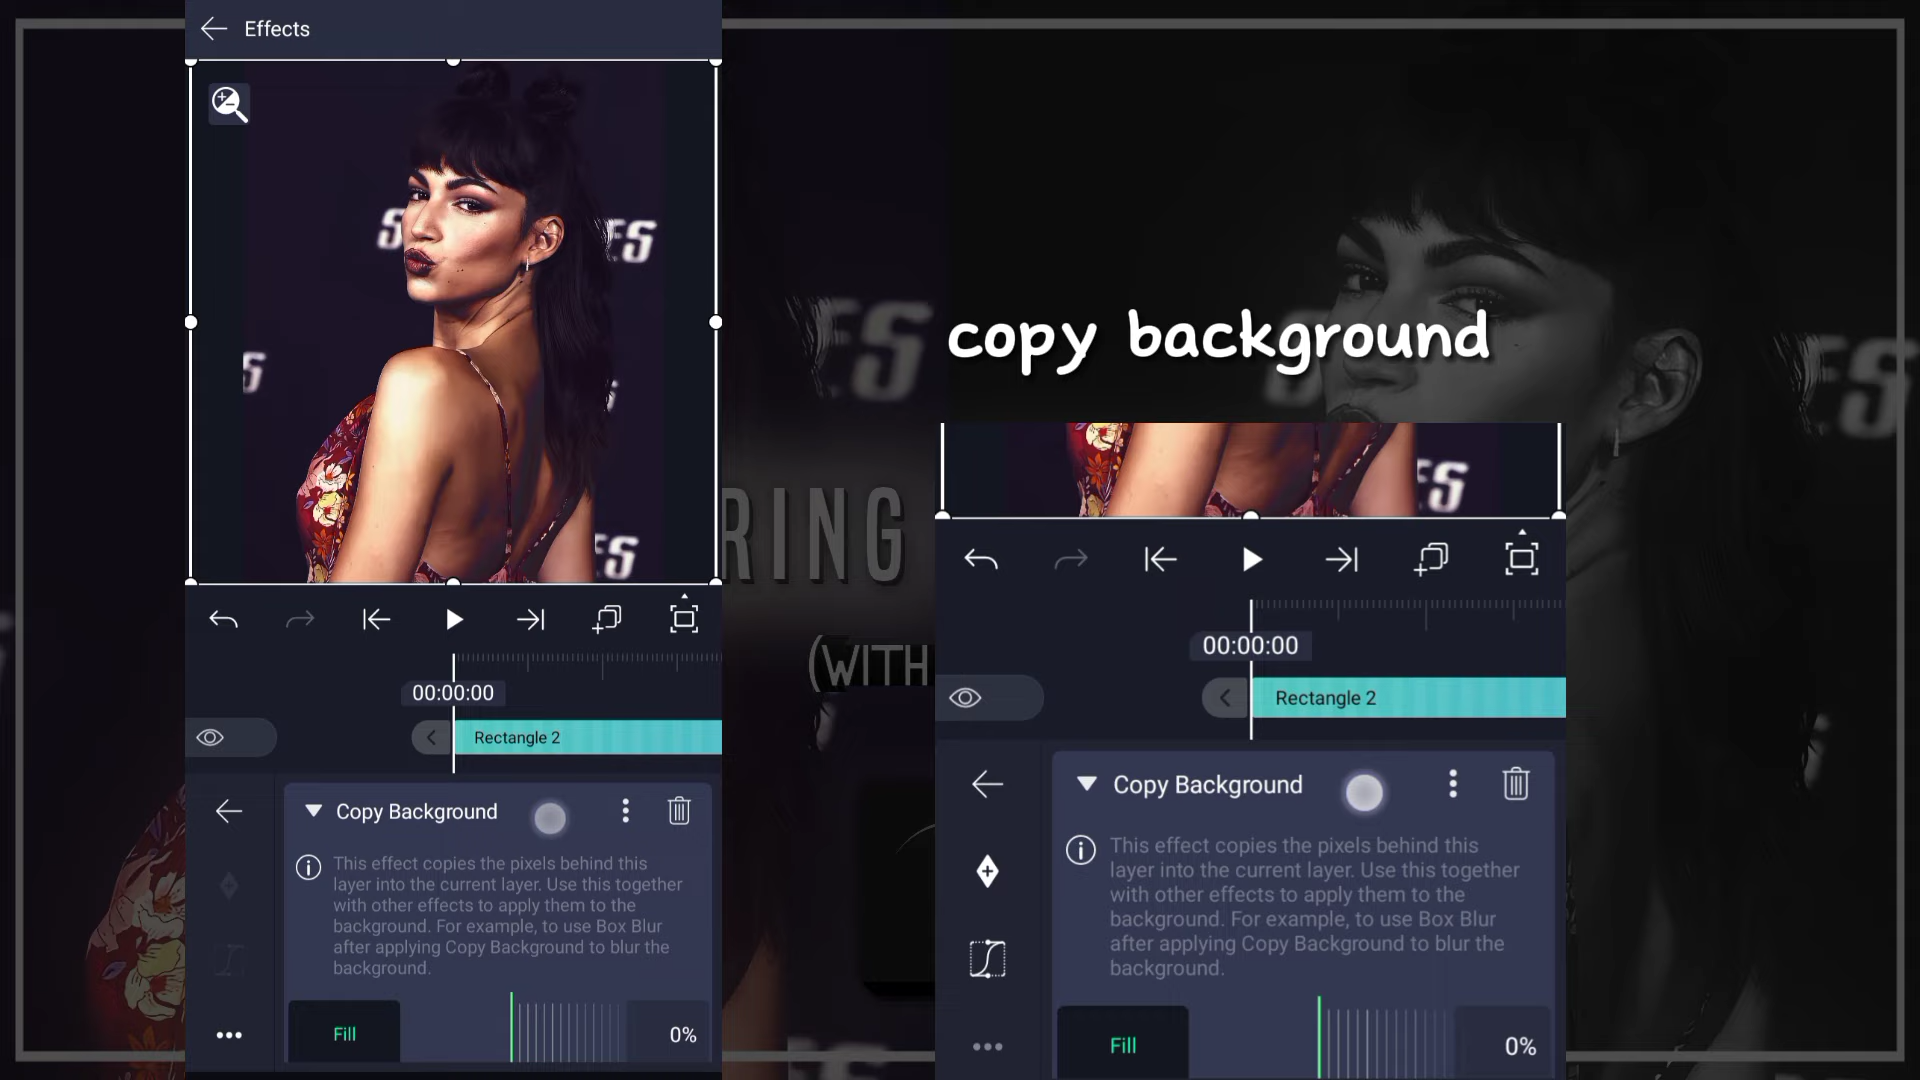 Effects
ES
S
ES
00:00:00
Rectangle 2
Copy Background
This effect copies the pixels behind this
layer into the current layer. Use this together
with other effects to apply them to the
background. For example, to use Box Blur
after applying Copy Background to blur the
background.
Fill
0%
ES
RING
(WITH
copy background
ES
ES
00:00:00
Rectangle 2
Copy Background
This effect copies the pixels behind this
layer into the current layer. Use this together
with other effects to apply them to the
background. For example, to use Box Blur
after applying Copy Background to blur the
background.
Fill
0%